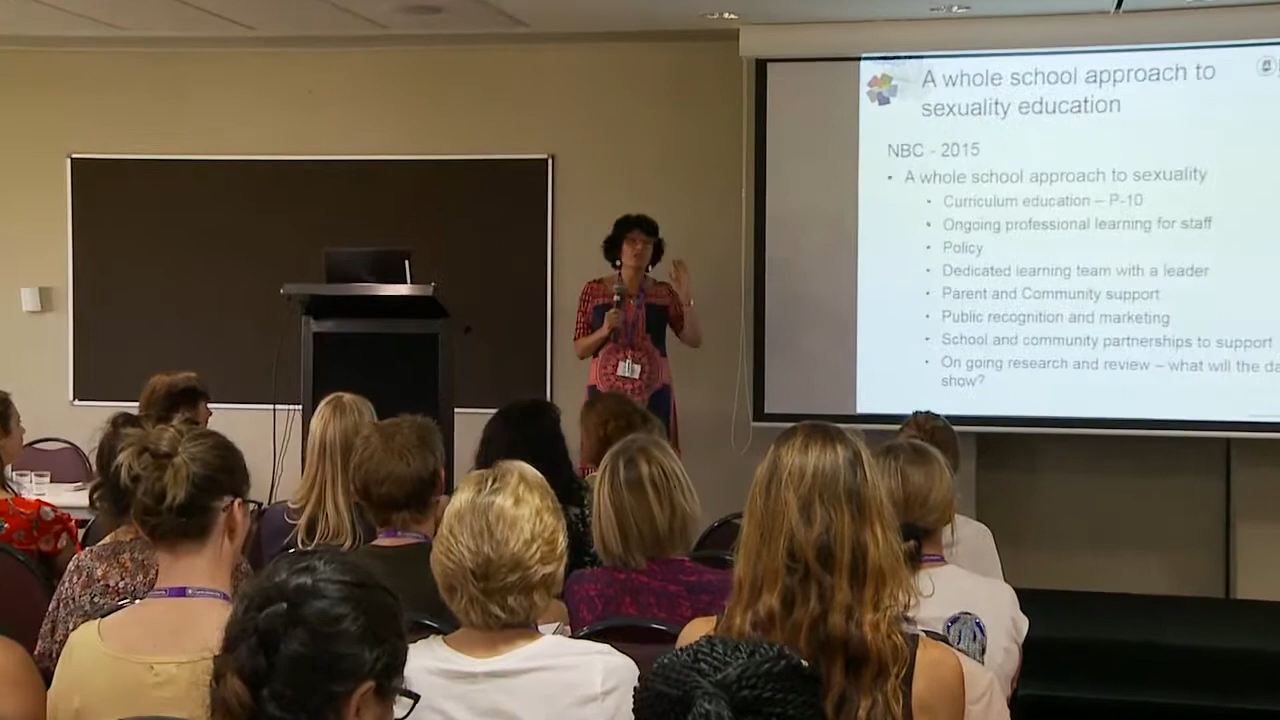 A whole school approach to
sexuality education
NBC - 2015
• A whole school approach to sexuality
• Curriculum education – P-10
• Ongoing professional learning for staff
• Policy
• Dedicated learning team with a leader
• Parent and Community support
• Public recognition and marketing
• School and community partnerships to support
• On going research and review – what will the da
show?